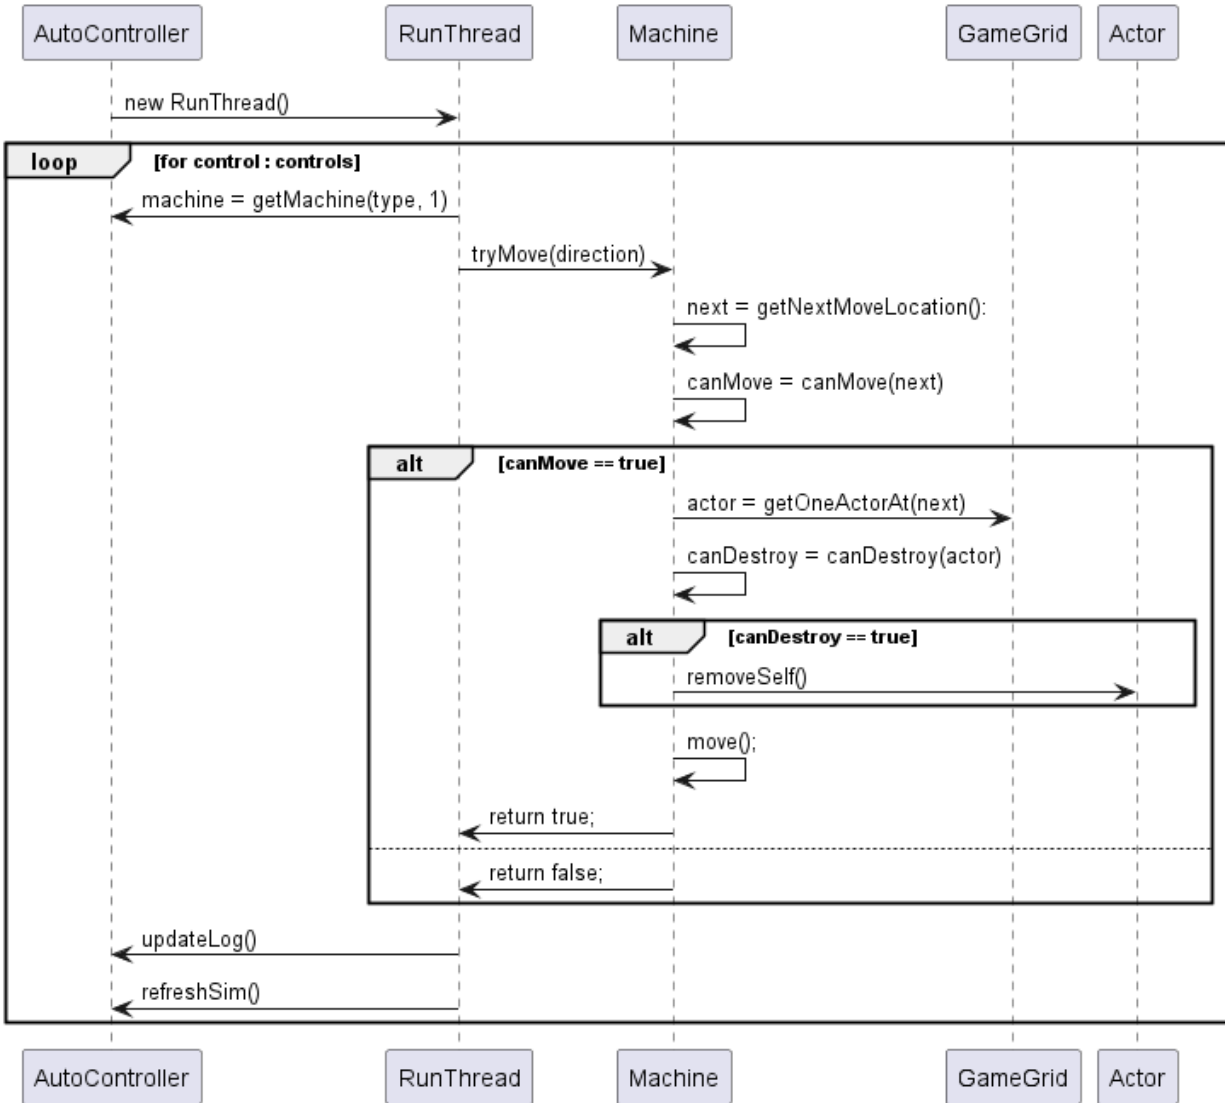 AutoController RunThread Machine GameGrid Actor
new RunThread()
loop [for control : controls]
machine = getMachine(type, 1)
tryMove(direction)
next = getNextMoveLocation():
canMove = canMove(next)
alt [canMove == true]
actor = getOneActorAt(next)
canDestroy = canDestroy(actor)
alt [canDestroy == true]
removeSelf()
move();
return true;
return false;
updateLog()
refreshSim()
AutoController RunThread Machine GameGrid Actor